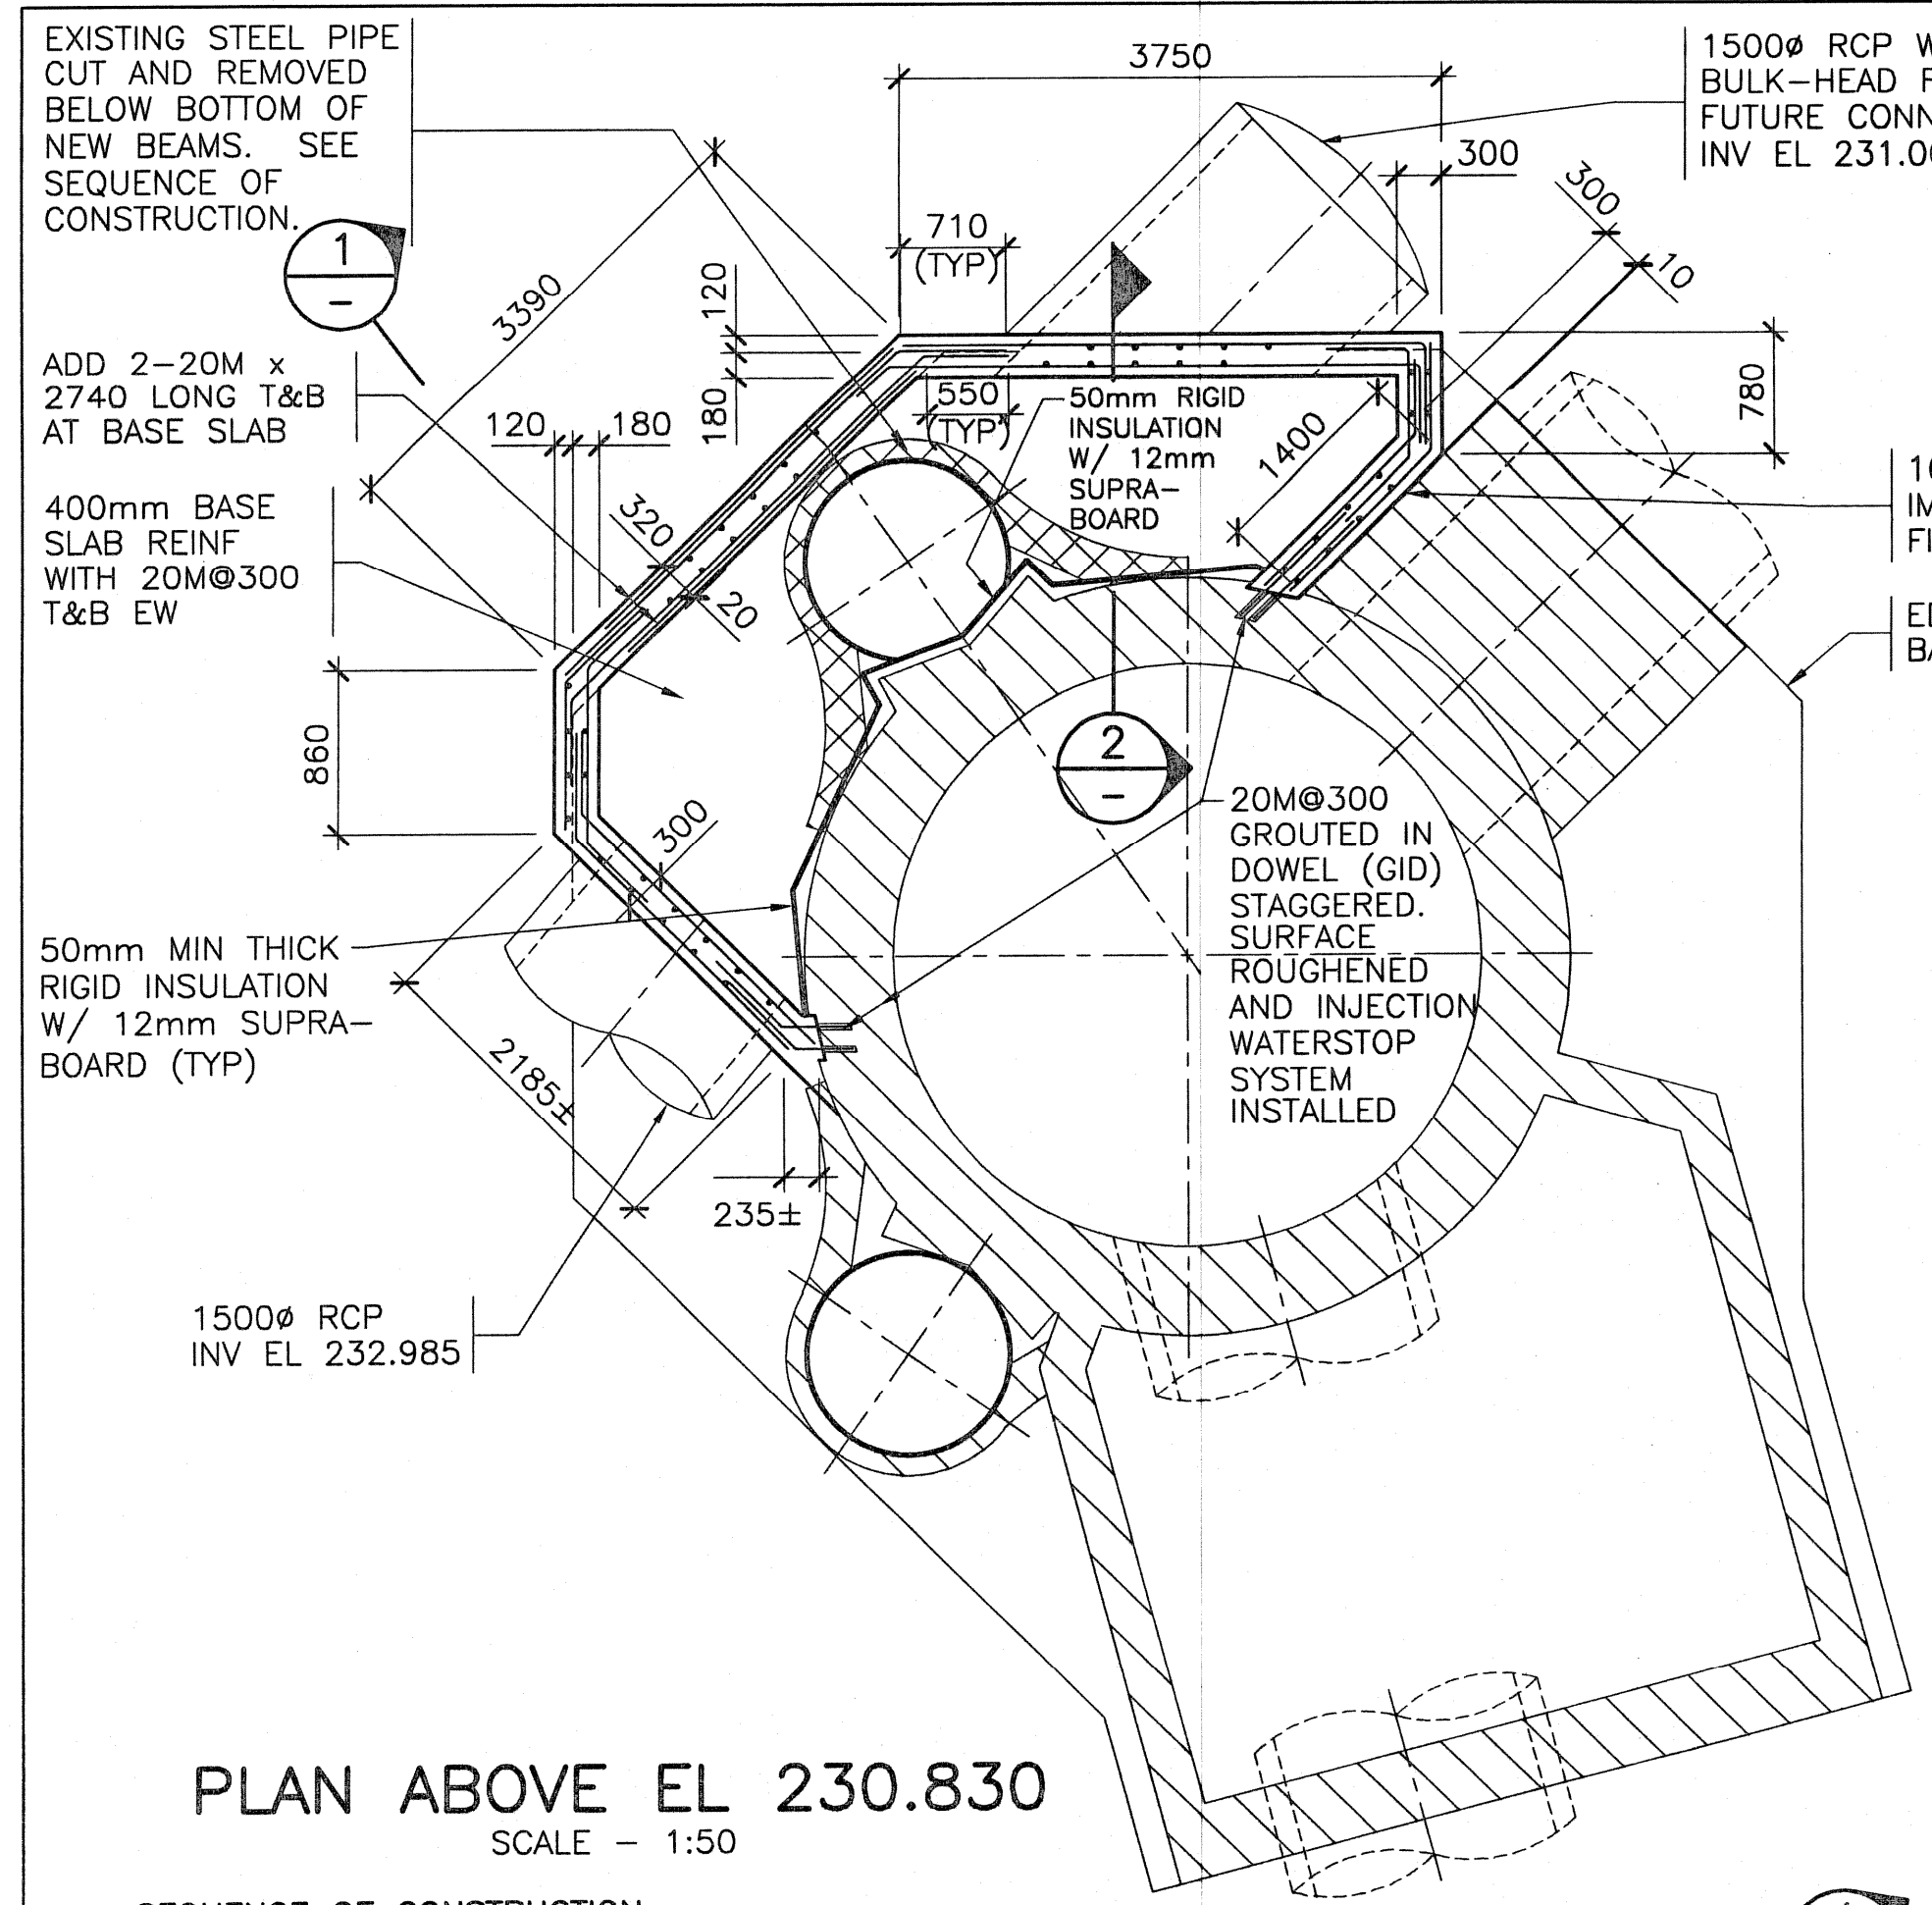 EXISTING STEEL PIPE
CUT AND REMOVED
BELOW BOTTOM OF
NEW BEAMS. SEE
SEQUENCE OF
CONSTRUCTION.
1
-
ADD 2-20M x
2740 LONG T&B
AT BASE SLAB
400mm BASE
SLAB REINF
WITH 20M@300
T&B EW
3750
1500ø RCP
BULK-HEAD
FUTURE
INV EL
300
300
10
710
(TYP)
120
180
3390
120
180
550
(TYP)
50mm RIGID
INSULATION
W/ 12mm
SUPRA-
BOARD
1400
780
320
20
860
300
2
-
20M@300
GROUTED IN
DOWEL (GID)
STAGGERED.
SURFACE
ROUGHENED
AND INJECTION
WATERSTOP
SYSTEM
INSTALLED
50mm MIN THICK
RIGID INSULATION
W/ 12mm SUPRA-
BOARD (TYP)
2185±
235±
1500ø RCP
INV EL 232.985
PLAN ABOVE EL 230.830
SCALE - 1:50
SEQUENCE OF CONSTRUCTION